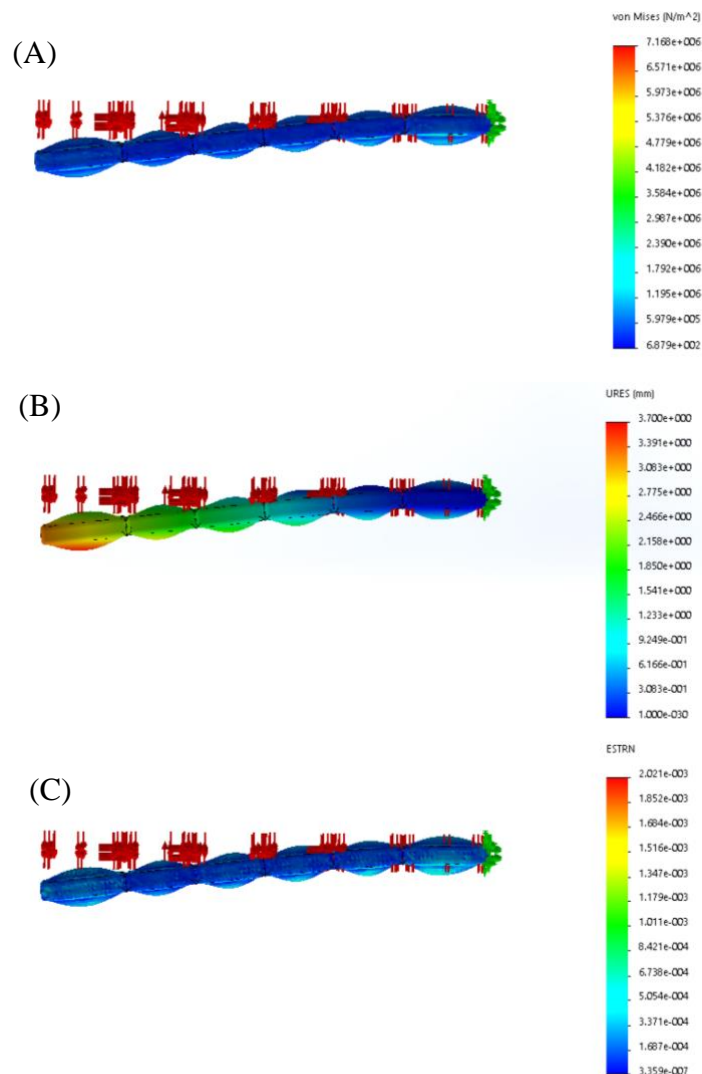 von Mises (N/m^2)
(A)
7.168e+006
6.571e+006
5.973e+006
5.376e+006
4.779e+006
4.182e+006
3.584e+006
2.987e+006
2.390e+006
1.792e+006
1.195e+006
5.979e+005
6.879e+002
(B)
URES (mm)
3.700e+000
3.391e+000
3.083e+000
2.775e+000
2.466e+000
2.158e+000
1.850e+000
1.541e+000
1.233e+000
9.249e-001
6.166e-001
3.083e-001
1.000e-030
(C)
ESTRN
2.021e-003
1.852e-003
1.684e-003
1.516e-003
1.347e-003
1.179e-003
1.011e-003
8.421e-004
6.738e-004
5.054e-004
3.371e-004
1.687e-004
3.359e-007